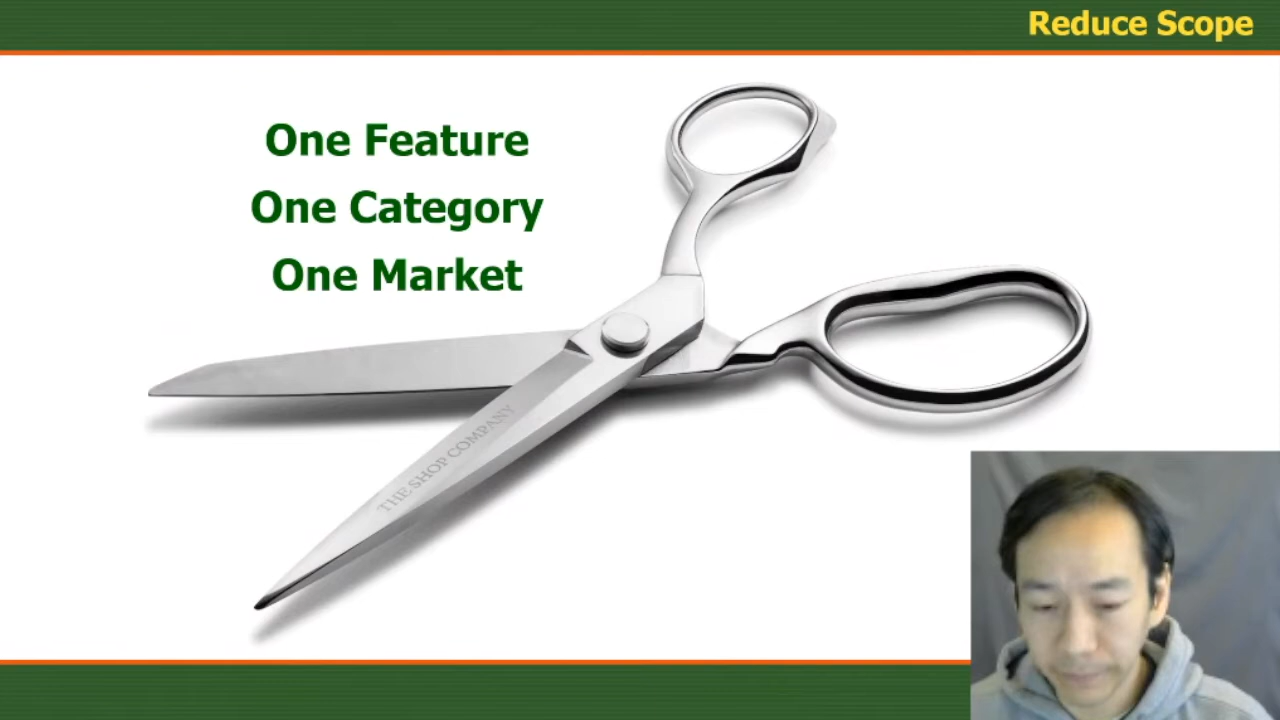 Reduce Scope
One Feature
One Category
One Market
THE SHOP COMPANY